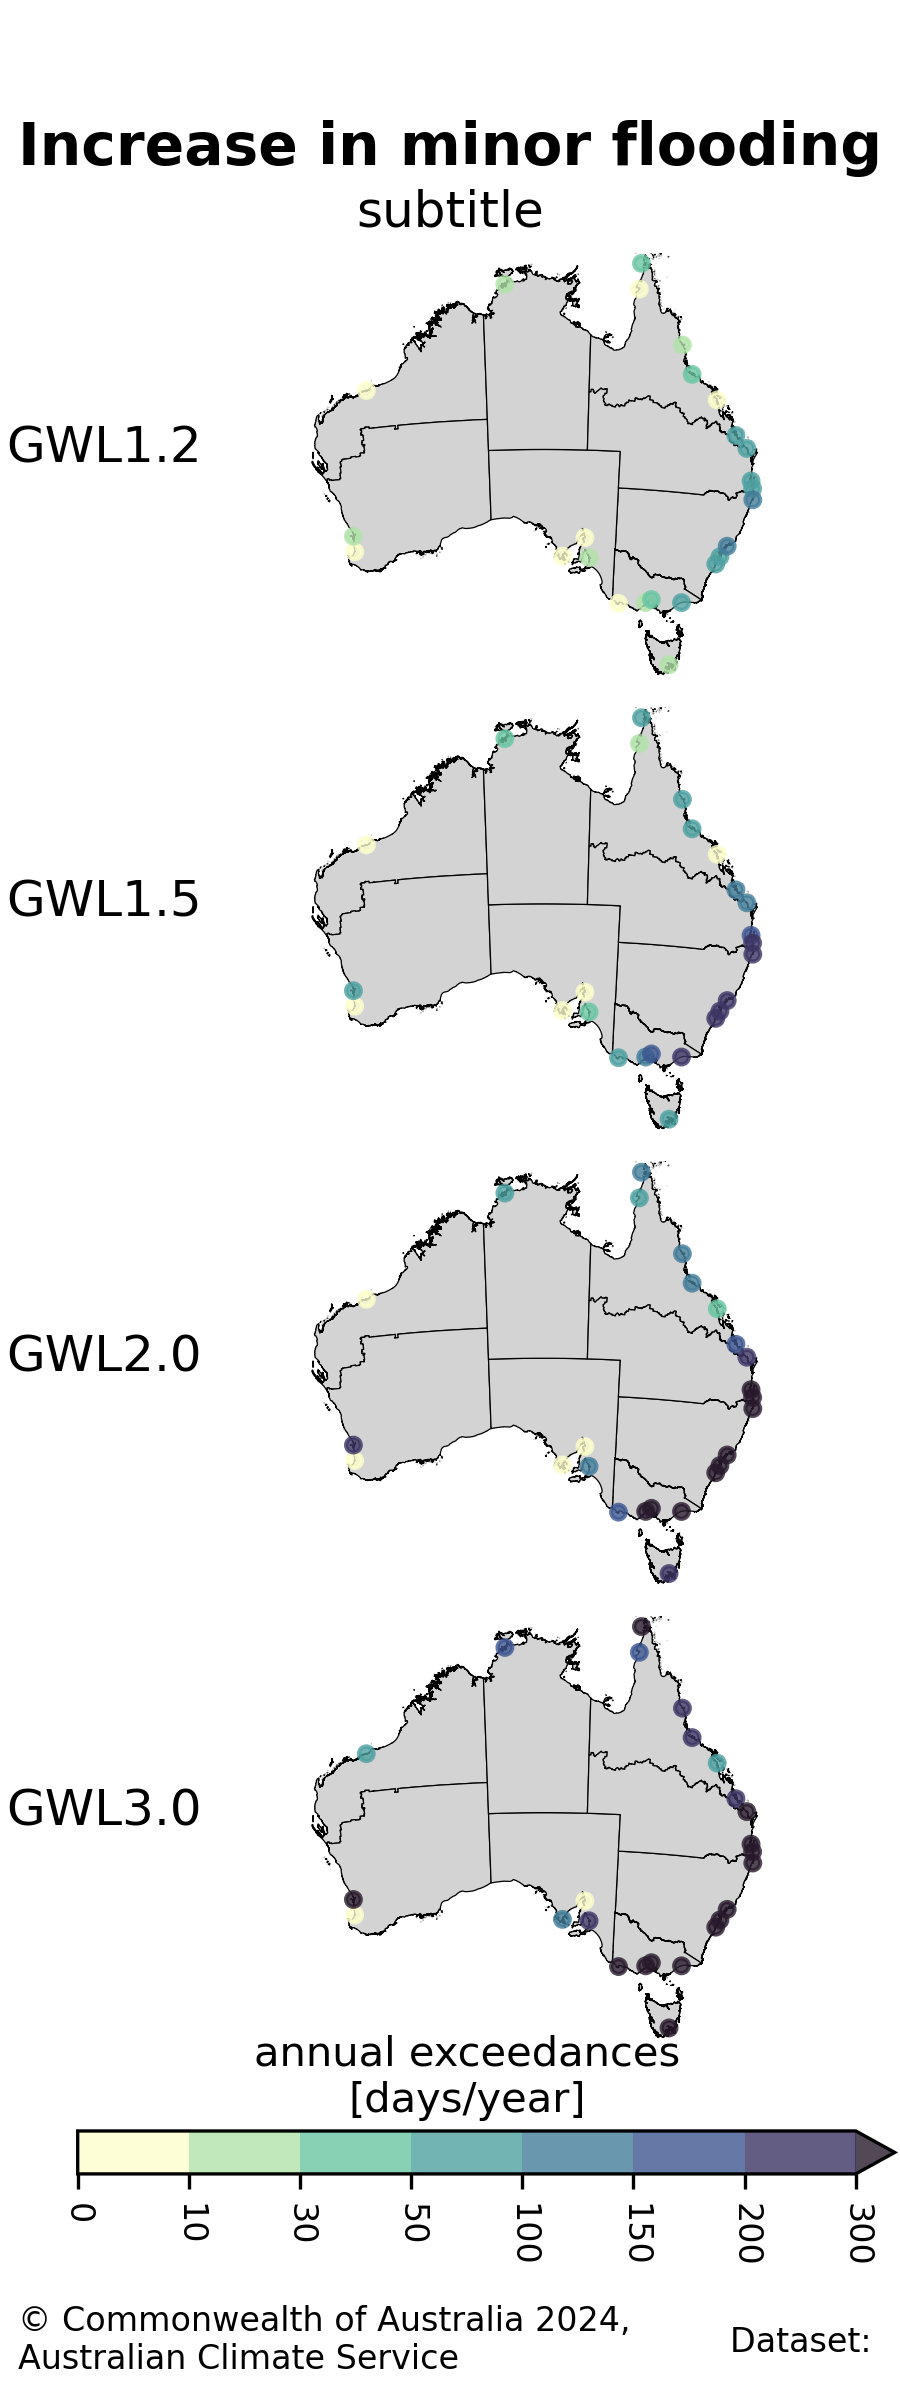 Increase in minor flooding
subtitle
GWL1.2
GWL1.5
GWL2.0
GWL3.0
annual exceedances
[days/year]
0 10 30 50 100 150 200 300
© Commonwealth of Australia 2024,
Australian Climate Service
Dataset: